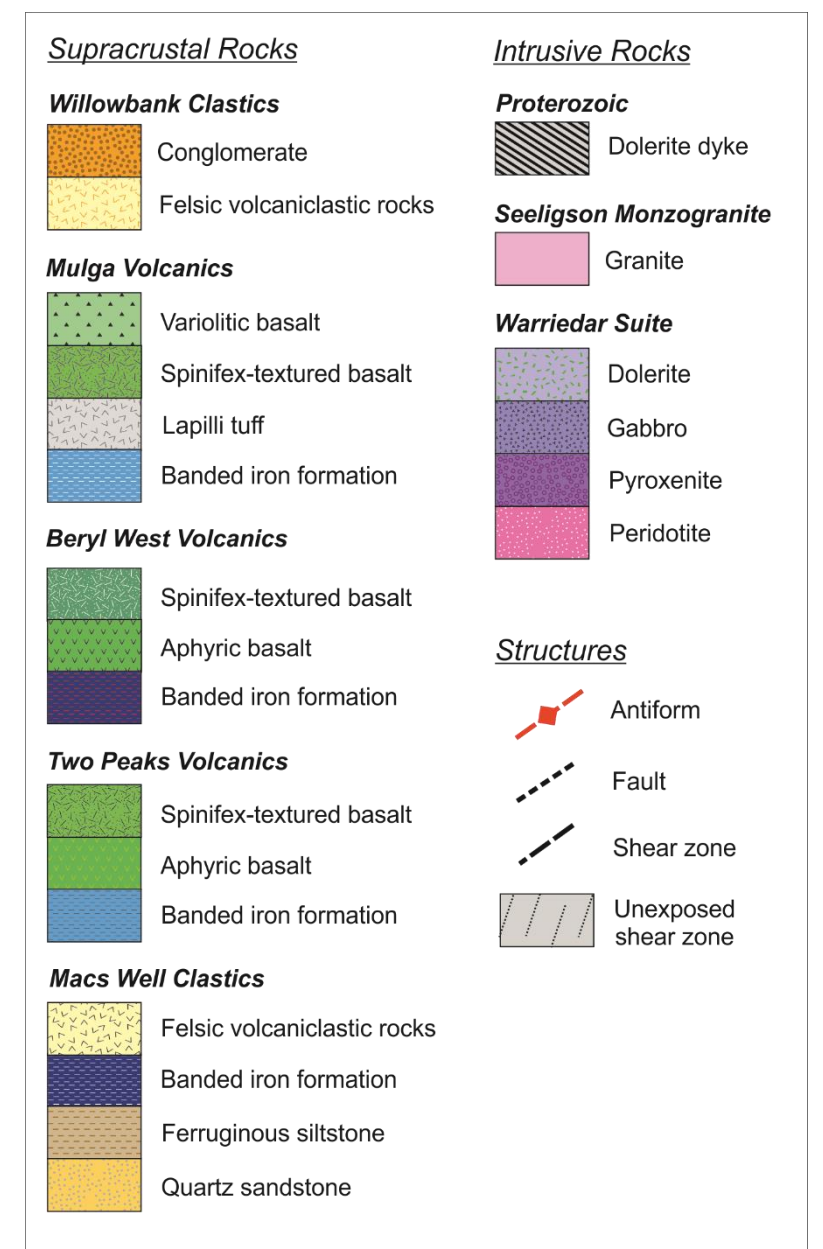 Supracrustal Rocks
Willowbank Clastics
Conglomerate
Felsic volcaniclastic rocks
Mulga Volcanics
Variolitic basalt
Spinifex-textured basalt
Lapilli tuff
Banded iron formation
Beryl West Volcanics
Spinifex-textured basalt
Aphyric basalt
Banded iron formation
Two Peaks Volcanics
Spinifex-textured basalt
Aphyric basalt
Banded iron formation
Macs Well Clastics
Felsic volcaniclastic rocks
Banded iron formation
Ferruginous siltstone
Quartz sandstone
Intrusive Rocks
Proterozoic
Dolerite dyke
Seeligson Monzogranite
Granite
Warriedar Suite
Dolerite
Gabbro
Pyroxenite
Peridotite
Structures
Antiform
Fault
Shear zone
Unexposed
shear zone